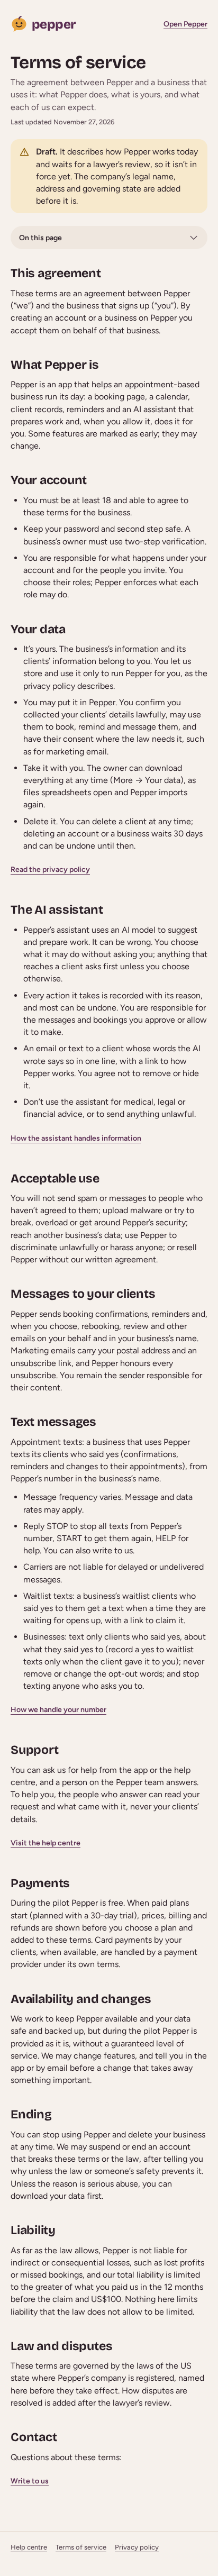 pepper
Open Pepper
Terms of service
The agreement between Pepper and a business that
uses it: what Pepper does, what is yours, and what
each of us can expect.
Last updated November 27, 2026
Draft. It describes how Pepper works today
and waits for a lawyer's review, so it isn't in
force yet. The company's legal name,
address and governing state are added
before it is.
On this page
This agreement
These terms are an agreement between Pepper
("we") and the business that signs up ("you"). By
creating an account or a business on Pepper you
accept them on behalf of that business.
What Pepper is
Pepper is an app that helps an appointment-based
business run its day: a booking page, a calendar,
client records, reminders and an AI assistant that
prepares work and, when you allow it, does it for
you. Some features are marked as early; they may
change.
Your account
• You must be at least 18 and able to agree to
these terms for the business.
• Keep your password and second step safe. A
business's owner must use two-step verification.
• You are responsible for what happens under your
account and for the people you invite. You
choose their roles; Pepper enforces what each
role may do.
Your data
• It's yours. The business's information and its
clients' information belong to you. You let us
store and use it only to run Pepper for you, as the
privacy policy describes.
• You may put it in Pepper. You confirm you
collected your clients' details lawfully, may use
them to book, remind and message them, and
have their consent where the law needs it, such
as for marketing email.
• Take it with you. The owner can download
everything at any time (More → Your data), as
files spreadsheets open and Pepper imports
again.
• Delete it. You can delete a client at any time;
deleting an account or a business waits 30 days
and can be undone until then.
Read the privacy policy
The AI assistant
• Pepper's assistant uses an AI model to suggest
and prepare work. It can be wrong. You choose
what it may do without asking you; anything that
reaches a client asks first unless you choose
otherwise.
• Every action it takes is recorded with its reason,
and most can be undone. You are responsible for
the messages and bookings you approve or allow
it to make.
• An email or text to a client whose words the AI
wrote says so in one line, with a link to how
Pepper works. You agree not to remove or hide
it.
• Don't use the assistant for medical, legal or
financial advice, or to send anything unlawful.
How the assistant handles information
Acceptable use
You will not send spam or messages to people who
haven't agreed to them; upload malware or try to
break, overload or get around Pepper's security;
reach another business's data; use Pepper to
discriminate unlawfully or harass anyone; or resell
Pepper without our written agreement.
Messages to your clients
Pepper sends booking confirmations, reminders and,
when you choose, rebooking, review and other
emails on your behalf and in your business's name.
Marketing emails carry your postal address and an
unsubscribe link, and Pepper honours every
unsubscribe. You remain the sender responsible for
their content.
Text messages
Appointment texts: a business that uses Pepper
texts its clients who said yes (confirmations,
reminders and changes to their appointments), from
Pepper's number in the business's name.
• Message frequency varies. Message and data
rates may apply.
• Reply STOP to stop all texts from Pepper's
number, START to get them again, HELP for
help. You can also write to us.
• Carriers are not liable for delayed or undelivered
messages.
• Waitlist texts: a business's waitlist clients who
said yes to them get a text when a time they are
waiting for opens up, with a link to claim it.
• Businesses: text only clients who said yes, about
what they said yes to (record a yes to waitlist
texts only when the client gave it to you); never
remove or change the opt-out words; and stop
texting anyone who asks you to.
How we handle your number
Support
You can ask us for help from the app or the help
centre, and a person on the Pepper team answers.
To help you, the people who answer can read your
request and what came with it, never your clients'
details.
Visit the help centre
Payments
During the pilot Pepper is free. When paid plans
start (planned with a 30-day trial), prices, billing and
refunds are shown before you choose a plan and
added to these terms. Card payments by your
clients, when available, are handled by a payment
provider under its own terms.
Availability and changes
We work to keep Pepper available and your data
safe and backed up, but during the pilot Pepper is
provided as it is, without a guaranteed level of
service. We may change features, and tell you in the
app or by email before a change that takes away
something important.
Ending
You can stop using Pepper and delete your business
at any time. We may suspend or end an account
that breaks these terms or the law, after telling you
why unless the law or someone's safety prevents it.
Unless the reason is serious abuse, you can
download your data first.
Liability
As far as the law allows, Pepper is not liable for
indirect or consequential losses, such as lost profits
or missed bookings, and our total liability is limited
to the greater of what you paid us in the 12 months
before the claim and US$100. Nothing here limits
liability that the law does not allow to be limited.
Law and disputes
These terms are governed by the laws of the US
state where Pepper's company is registered, named
here before they take effect. How disputes are
resolved is added after the lawyer's review.
Contact
Questions about these terms:
Write to us
Help centre
Terms of service
Privacy policy